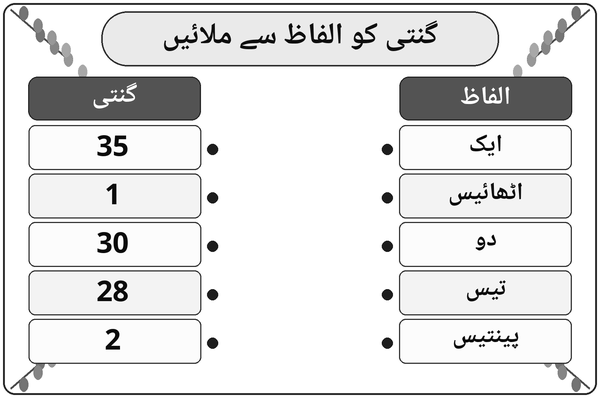 گنتی کو الفاظ سے ملائیں
الفاظ گنتی
ایک 35
اٹھائیس 1
دو 30
تیس 28
پینتیس 2